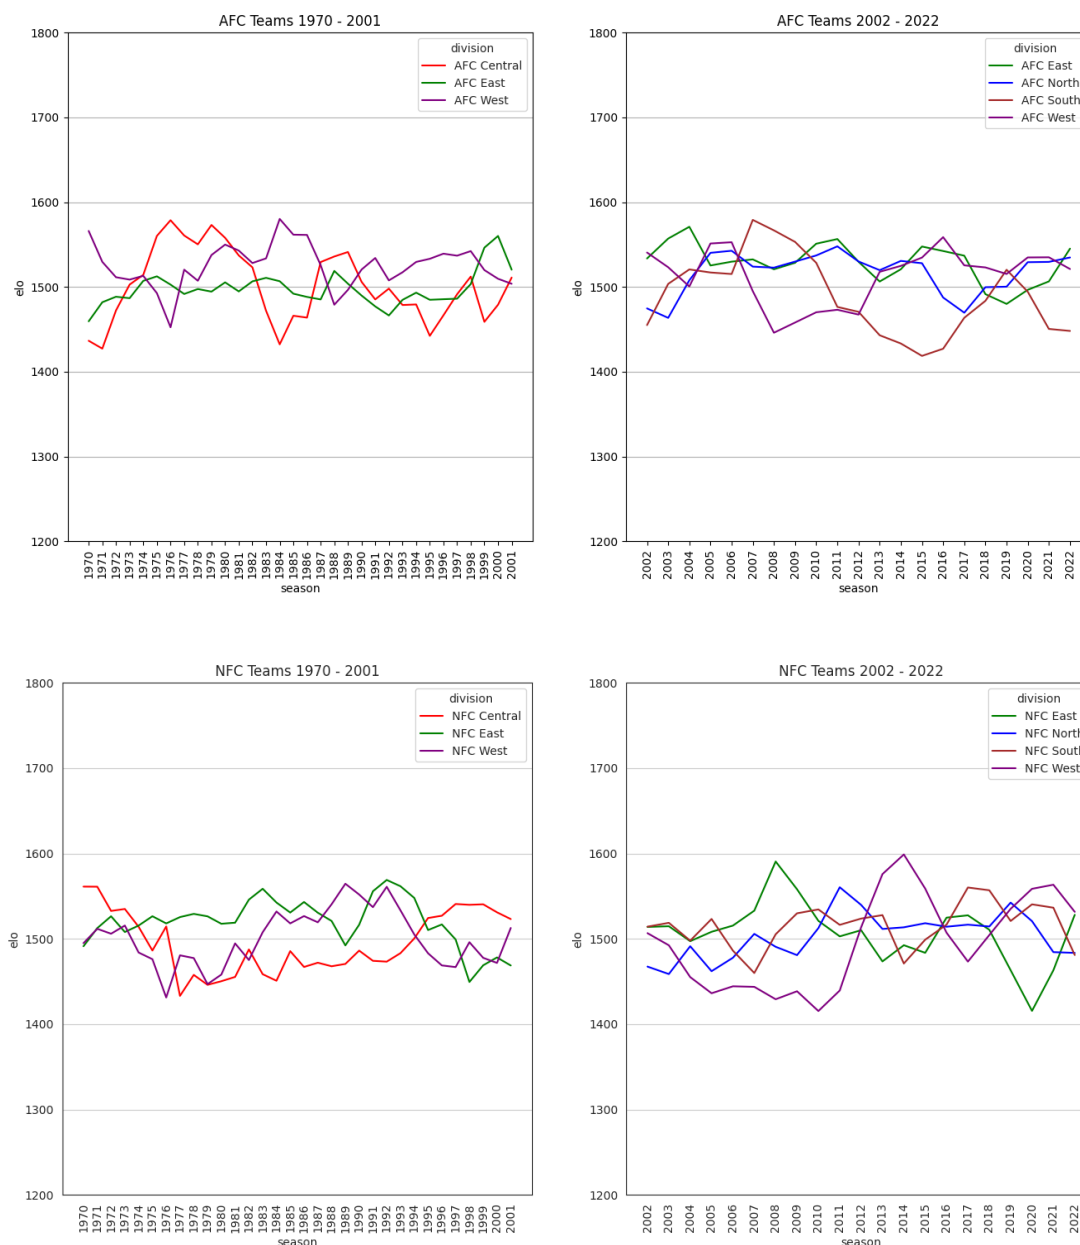 AFC Teams 1970 - 2001
1800
1700
1600
1500
1400
1300
1200
elo
division
AFC Central
AFC East
AFC West
1970 1971 1972 1973 1974 1975 1976 1977 1978 1979 1980 1981 1982 1983 1984 1985 1986 1987 1988 1989 1990 1991 1992 1993 1994 1995 1996 1997 1998 1999 2000 2001
season
AFC Teams 2002 - 2022
1800
1700
1600
1500
1400
1300
1200
elo
division
AFC East
AFC North
AFC South
AFC West
2002 2003 2004 2005 2006 2007 2008 2009 2010 2011 2012 2013 2014 2015 2016 2017 2018 2019 2020 2021 2022
season
NFC Teams 1970 - 2001
1800
1700
1600
1500
1400
1300
1200
elo
division
NFC Central
NFC East
NFC West
1970 1971 1972 1973 1974 1975 1976 1977 1978 1979 1980 1981 1982 1983 1984 1985 1986 1987 1988 1989 1990 1991 1992 1993 1994 1995 1996 1997 1998 1999 2000 2001
season
NFC Teams 2002 - 2022
1800
1700
1600
1500
1400
1300
1200
elo
division
NFC East
NFC North
NFC South
NFC West
2002 2003 2004 2005 2006 2007 2008 2009 2010 2011 2012 2013 2014 2015 2016 2017 2018 2019 2020 2021 2022
season